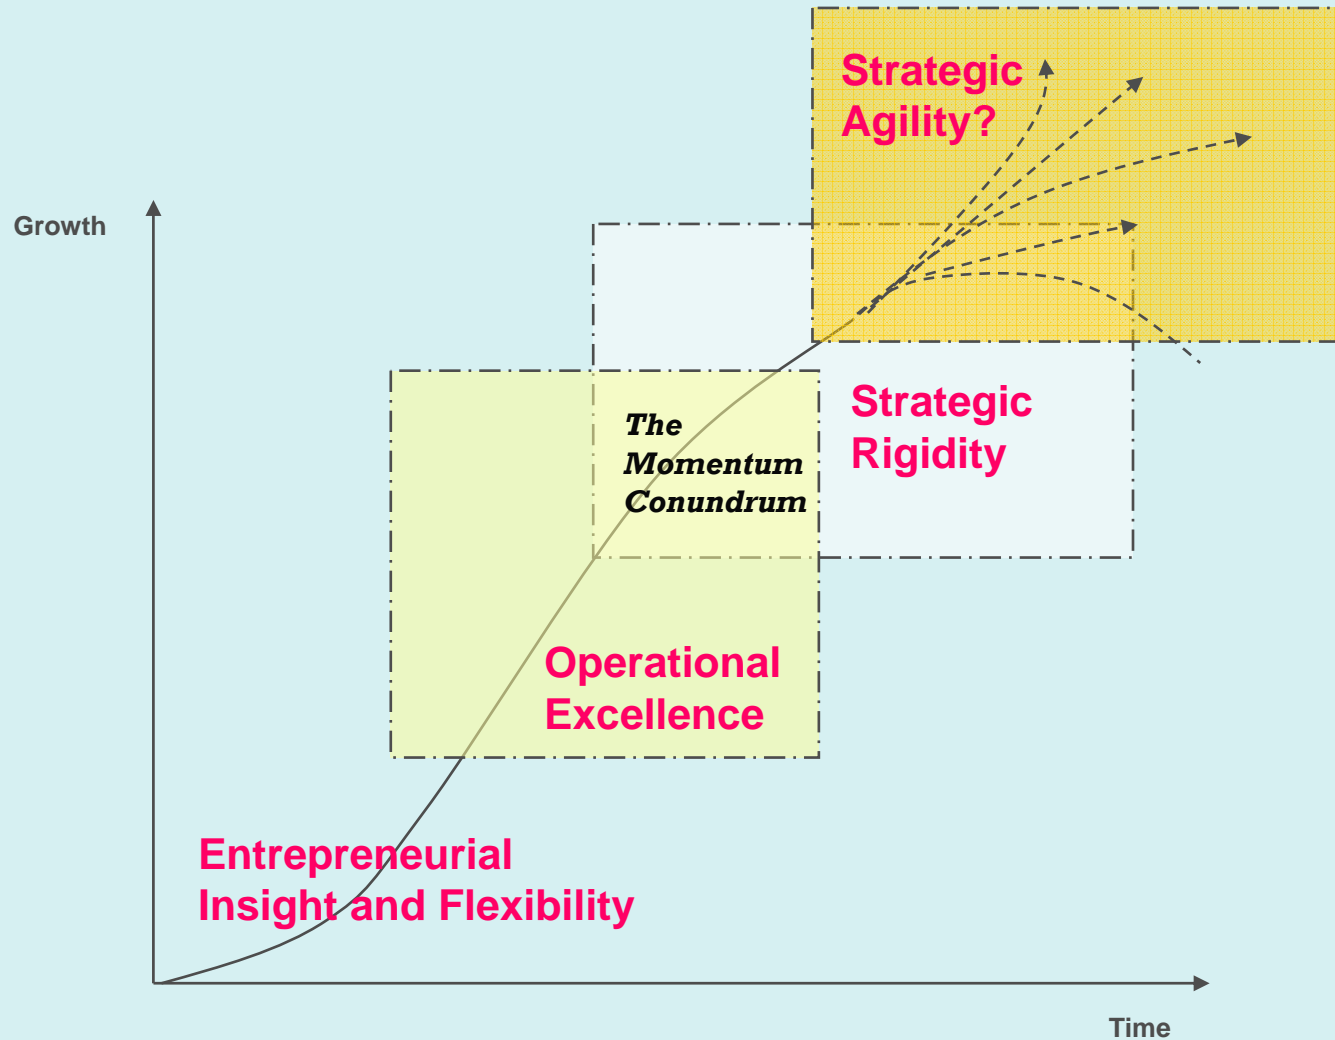 Strategic
Agility?
Growth
The
Momentum
Conundrum
Strategic
Rigidity
Operational
Excellence
Entrepreneurial
Insight and Flexibility
Time